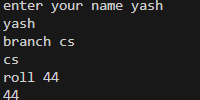 enter your name yash
yash
branch cs
cs
roll 44
44